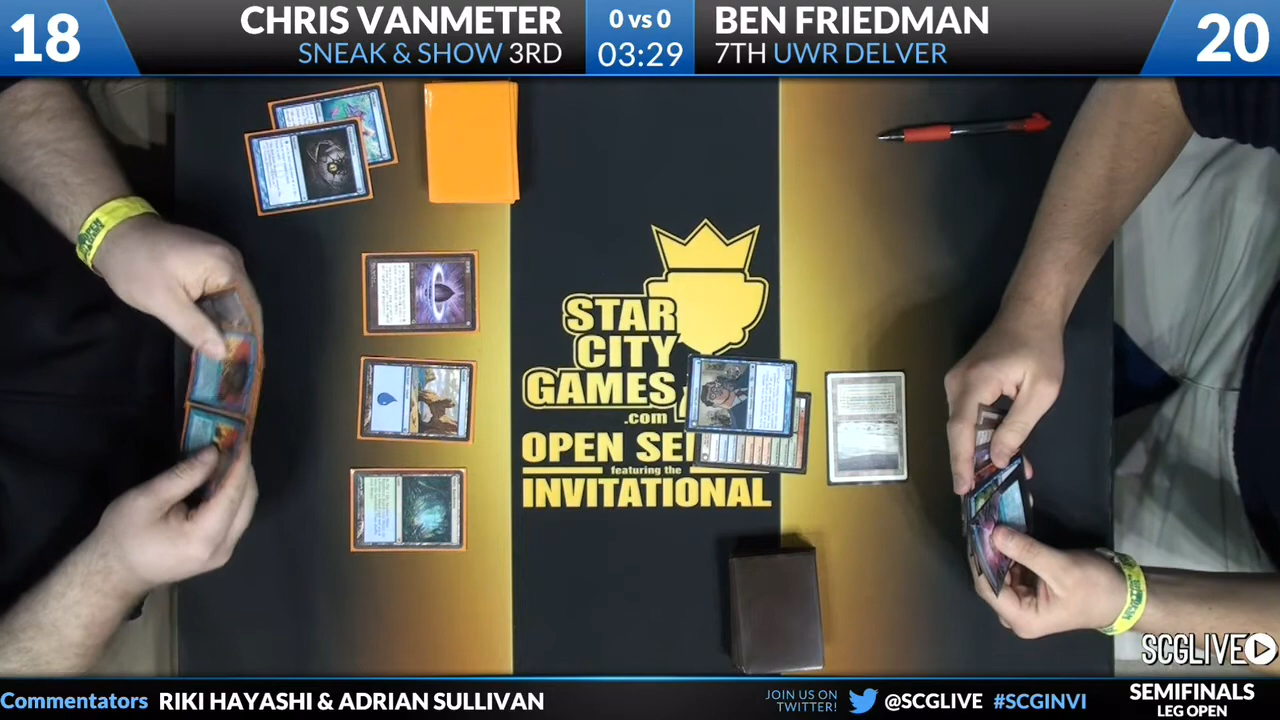 18
CHRIS VANMETER
SNEAK & SHOW 3RD
0 vs 0
03:29
BEN FRIEDMAN
7TH UWR DELVER
20
STAR
CITY
GAMES
.com
OPEN SE
featuring the
INVITATIONAL
SCGLIVE
Commentators RIKI HAYASHI & ADRIAN SULLIVAN
JOIN US ON
TWITTER!
@SCGLIVE #SCGINVI
SEMIFINALS
LEG OPEN